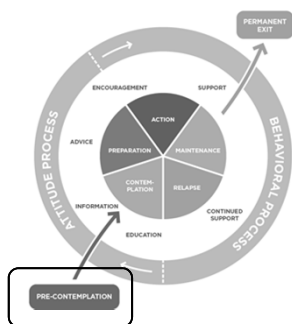 PERMANENT
EXIT
ENCOURAGEMENT
SUPPORT
ACTION
ADVICE
PREPARATION
MAINTENANCE
ATTITUDE PROCESS
BEHAVIORAL PROCESS
CONTEM-
PLATION
RELAPSE
INFORMATION
CONTINUED
SUPPORT
EDUCATION
PRE-CONTEMPLATION